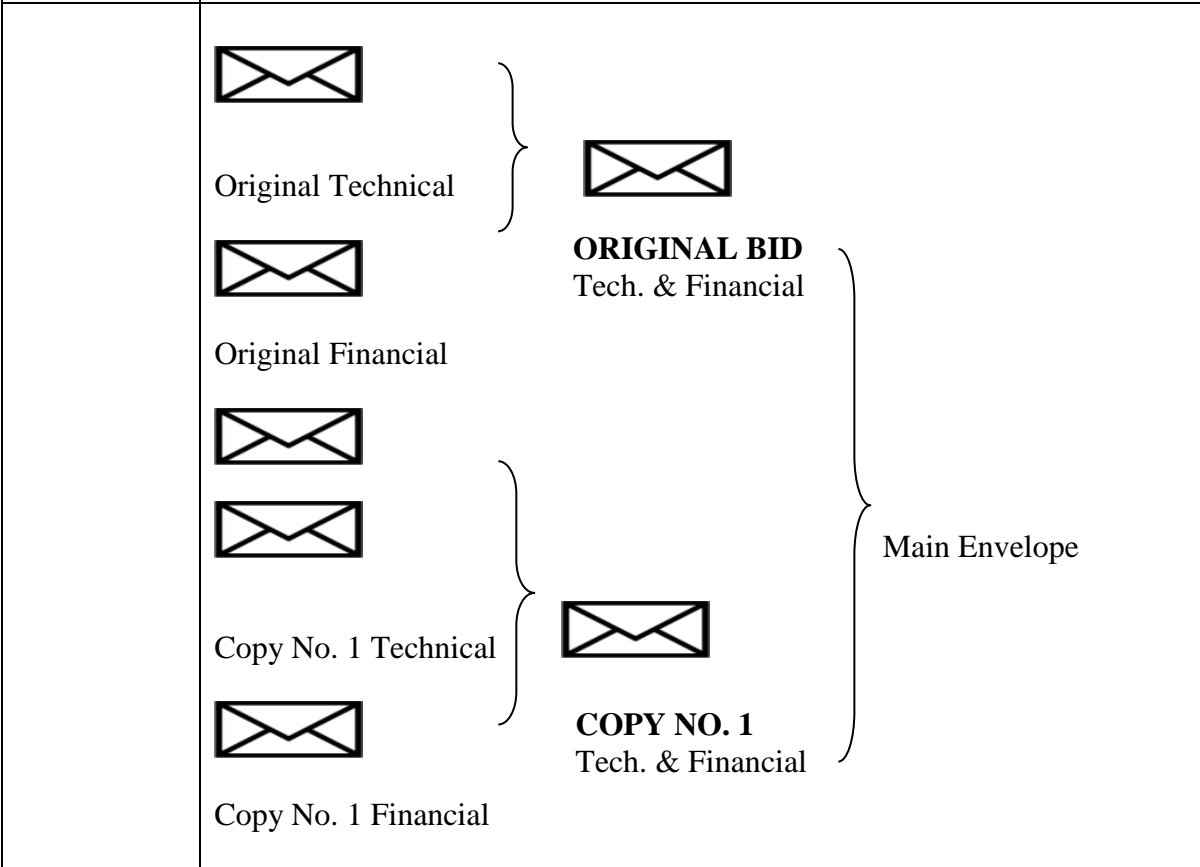 Original Technical
ORIGINAL BID
Tech. & Financial
Original Financial
Main Envelope
Copy No. 1 Technical
COPY NO. 1
Tech. & Financial
Copy No. 1 Financial